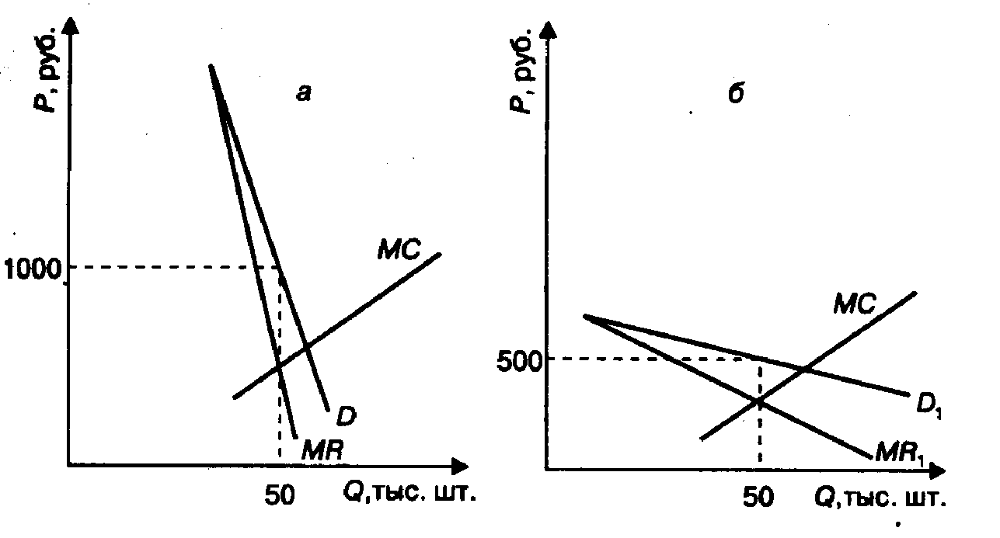 P, руб.
а
MC
1000
D
MR
50
Q,тыс. шт.
P, руб.
б
MC
500
D₁
MR₁
50
Q,тыс. шт.